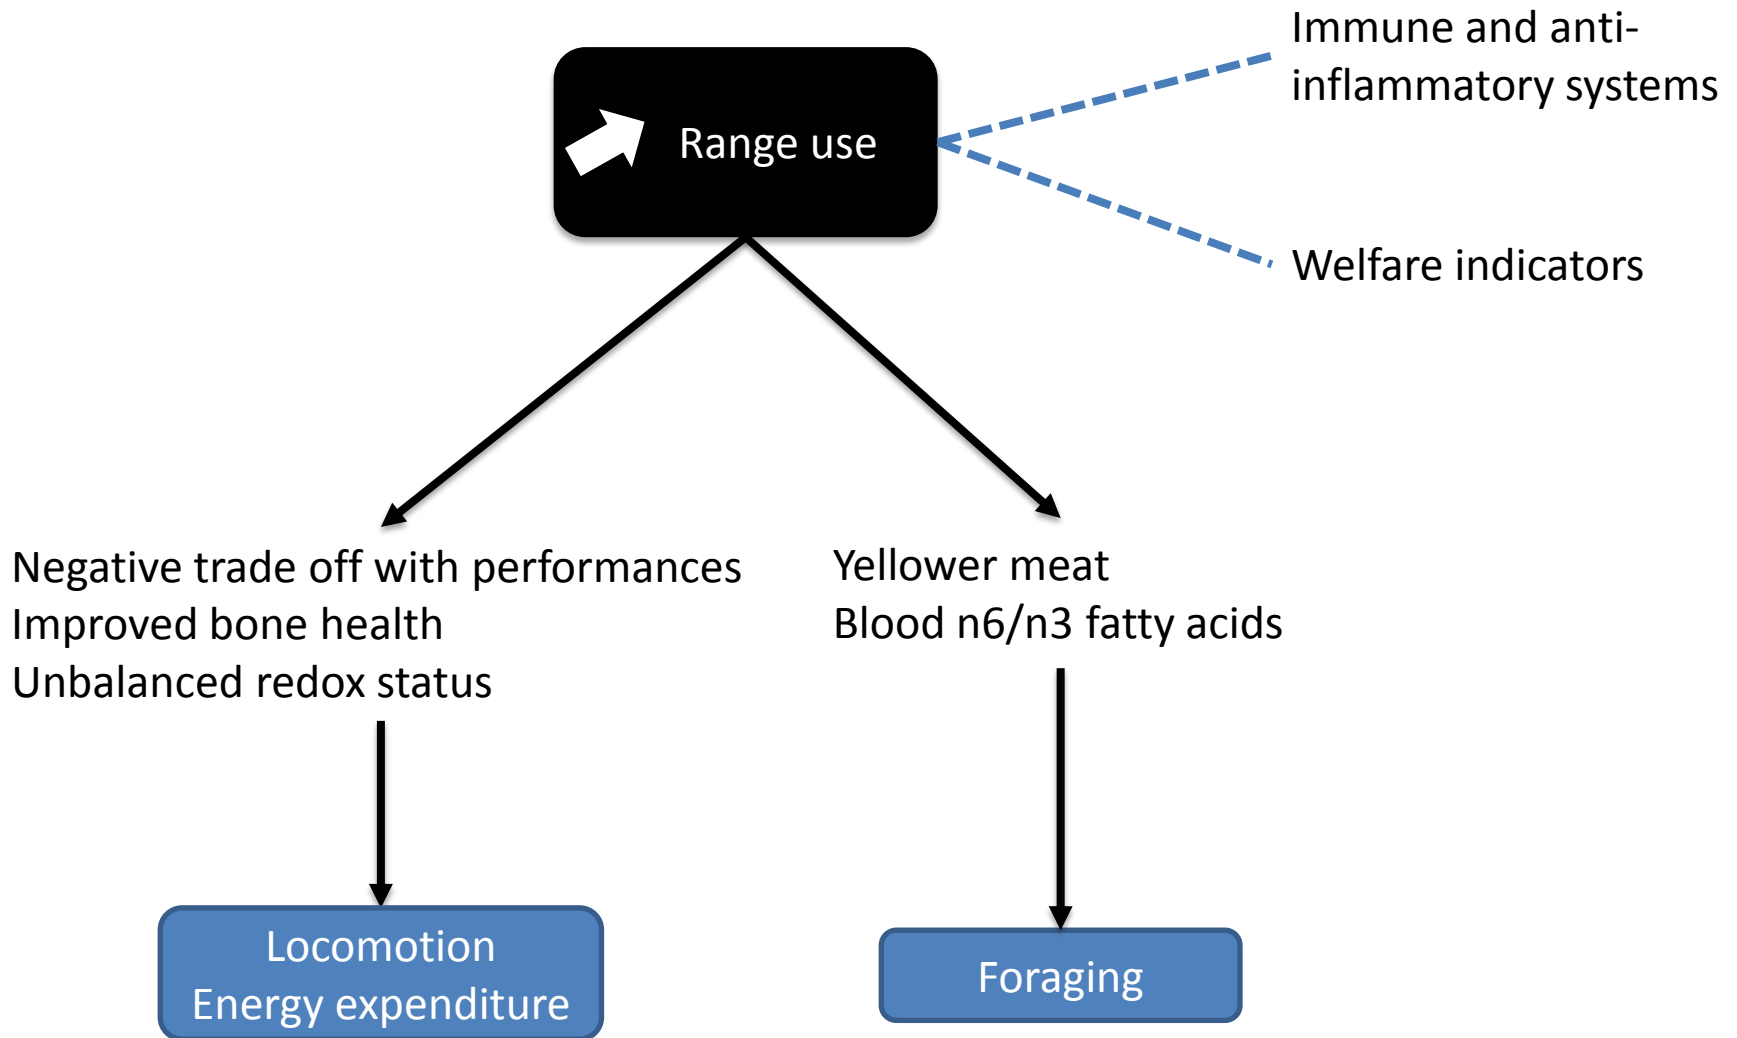 Immune and anti-
inflammatory systems
Range use
Welfare indicators
Negative trade off with performances
Improved bone health
Unbalanced redox status
Yellower meat
Blood n6/n3 fatty acids
Locomotion
Energy expenditure
Foraging